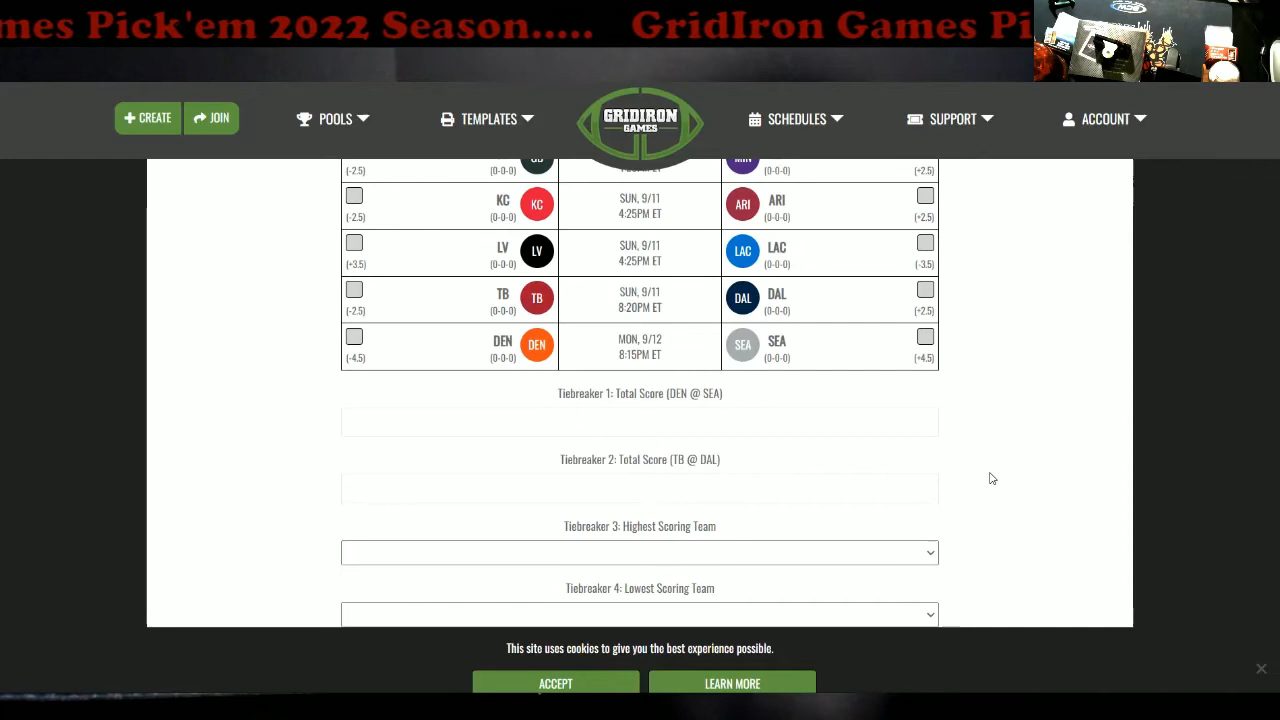 mes Pick'em 2022 Season..... GridIron Games Pi
CREATE JOIN POOLS TEMPLATES GRIDIRON GAMES SCHEDULES SUPPORT ACCOUNT
(-2.5) (0-0-0) MIN (0-0-0) (+2.5)
KC KC SUN, 9/11 ARI ARI
(-2.5) (0-0-0) 4:25PM ET (0-0-0) (+2.5)
LV LV SUN, 9/11 LAC LAC
(+3.5) (0-0-0) 4:25PM ET (0-0-0) (-3.5)
TB TB SUN, 9/11 DAL DAL
(-2.5) (0-0-0) 8:20PM ET (0-0-0) (+2.5)
DEN DEN MON, 9/12 SEA SEA
(-4.5) (0-0-0) 8:15PM ET (0-0-0) (+4.5)
Tiebreaker 1: Total Score (DEN @ SEA)
Tiebreaker 2: Total Score (TB @ DAL)
Tiebreaker 3: Highest Scoring Team
Tiebreaker 4: Lowest Scoring Team
This site uses cookies to give you the best experience possible.
ACCEPT LEARN MORE